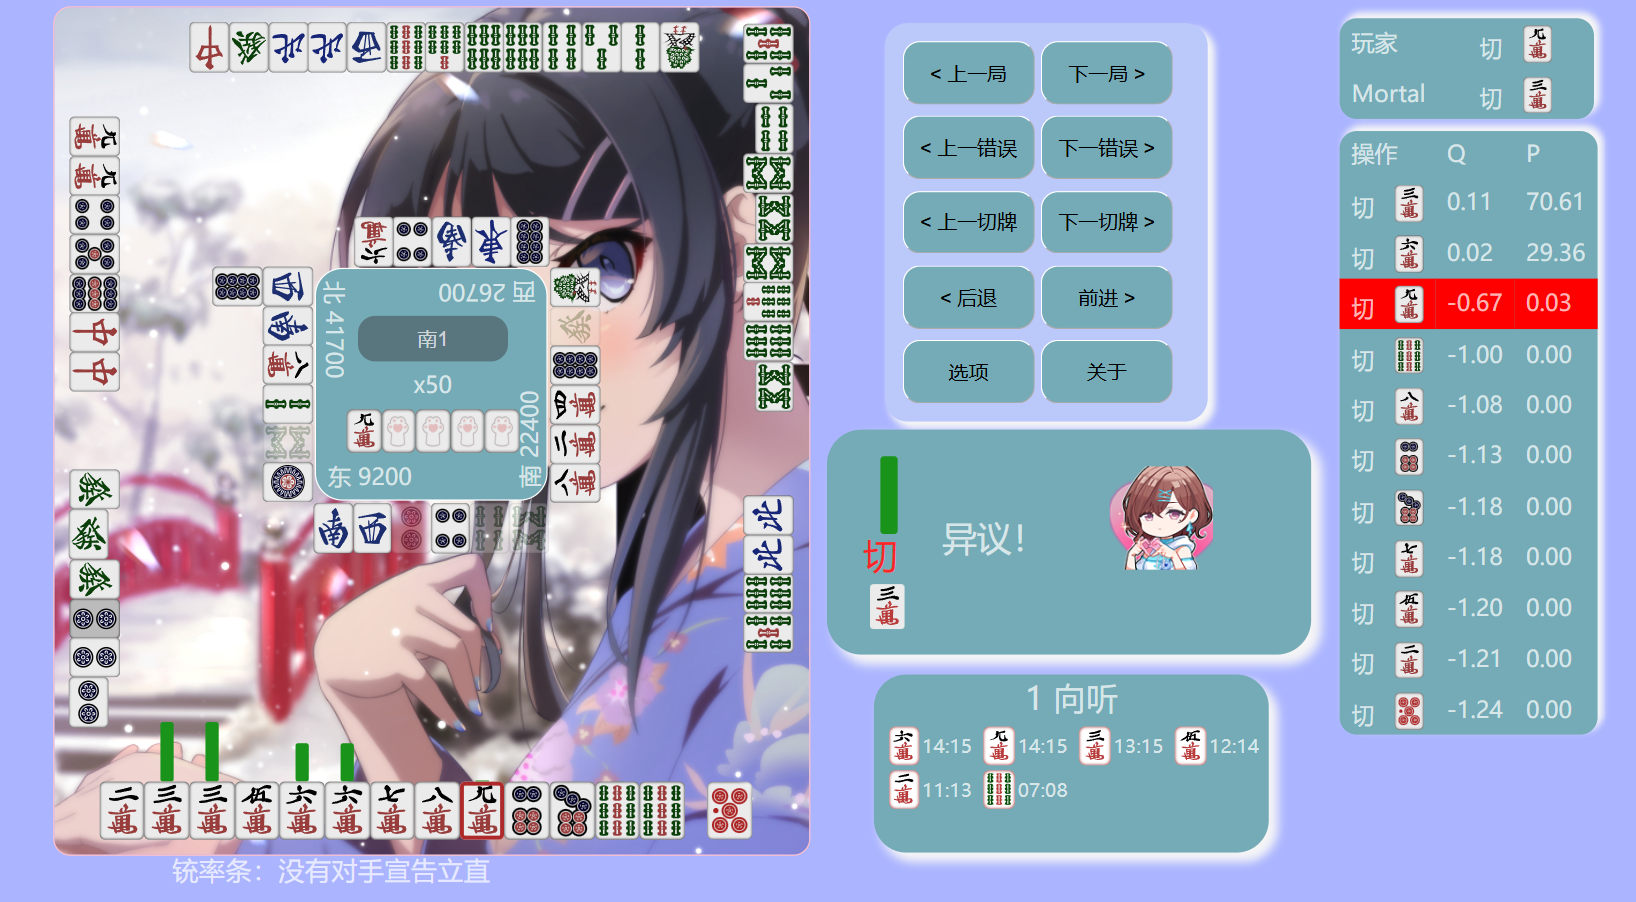 北 41700
西 26700
南1
x50
东 9200
南 22400
铳率条：没有对手宣告立直
< 上一局
下一局 >
< 上一错误
下一错误 >
< 上一切牌
下一切牌 >
< 后退
前进 >
选项
关于
切
异议！
1 向听
14:15 14:15 13:15 12:14
11:13 07:08
玩家 切
Mortal 切
操作 Q P
切 0.11 70.61
切 0.02 29.36
切 -0.67 0.03
切 -1.00 0.00
切 -1.08 0.00
切 -1.13 0.00
切 -1.18 0.00
切 -1.18 0.00
切 -1.20 0.00
切 -1.21 0.00
切 -1.24 0.00